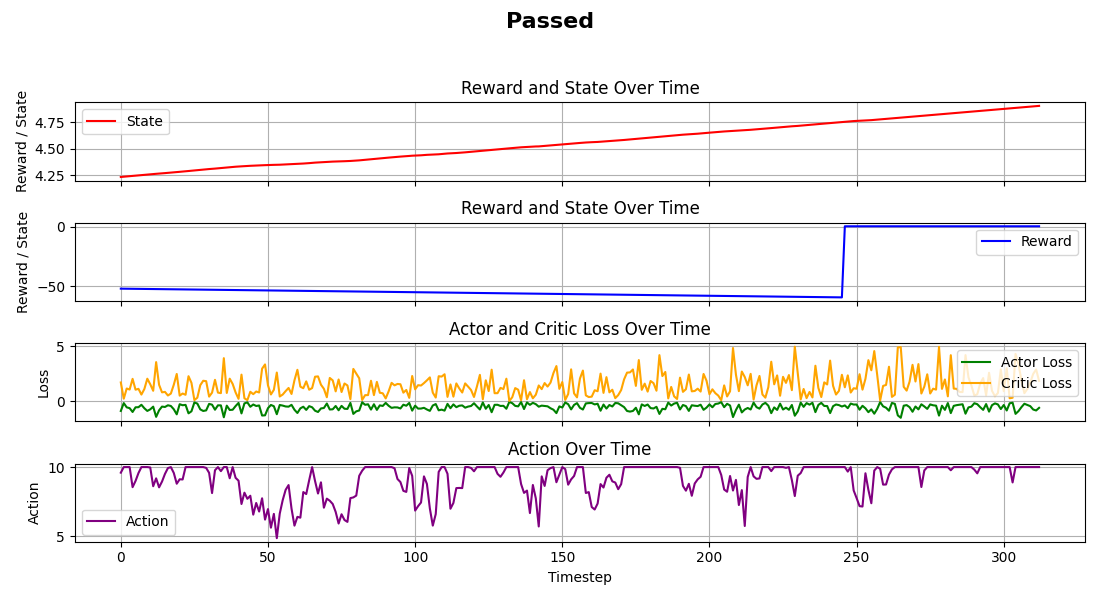 Passed
Reward and State Over Time
Reward / State
4.75
4.50
4.25
State
Reward and State Over Time
Reward / State
0
−50
Reward
Actor and Critic Loss Over Time
Loss
5
0
Actor Loss
Critic Loss
Action Over Time
Action
10
5
Action
0 50 100 150 200 250 300
Timestep